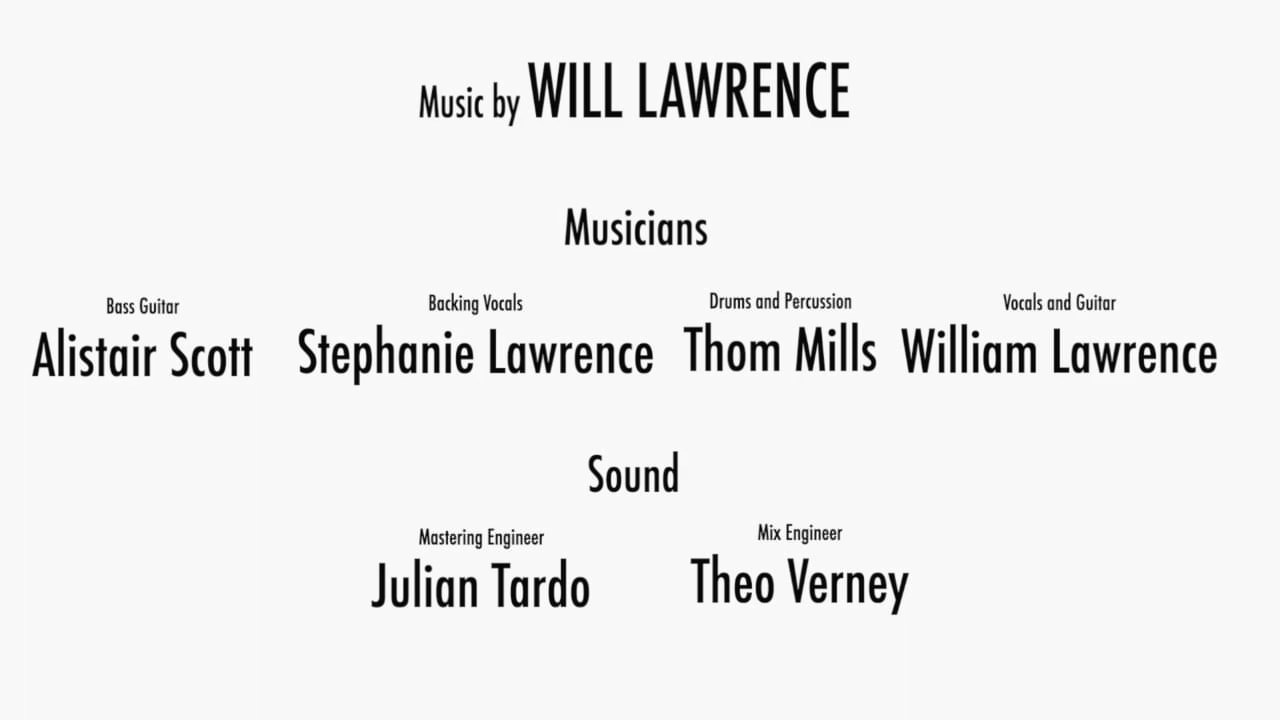 Music by WILL LAWRENCE
Musicians
Bass Guitar Backing Vocals Drums and Percussion Vocals and Guitar
Alistair Scott Stephanie Lawrence Thom Mills William Lawrence
Sound
Mastering Engineer Mix Engineer
Julian Tardo Theo Verney